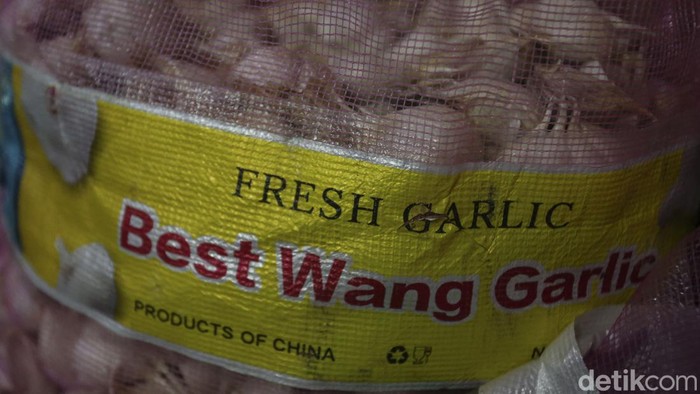 FRESH GARLIC
Best Wang Garlic
PRODUCTS OF CHINA
detikcom